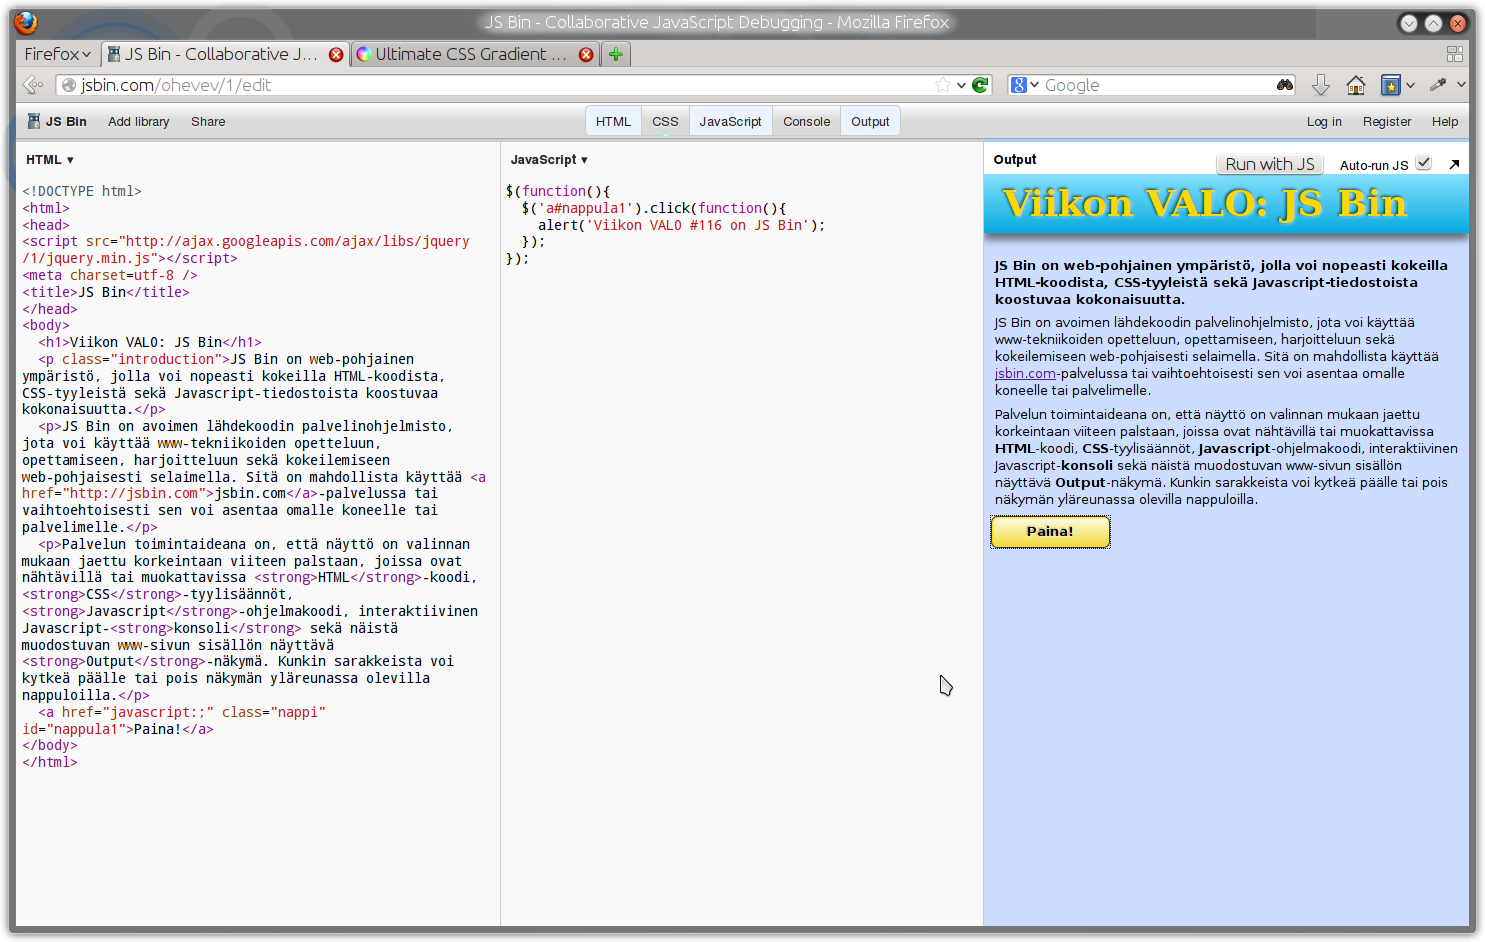 JS Bin - Collaborative JavaScript Debugging - Mozilla Firefox
Firefox
JS Bin - Collaborative J...
Ultimate CSS Gradient ...
jsbin.com/ohevev/1/edit
8
Google
JS Bin
Add library
Share
HTML
CSS
JavaScript
Console
Output
Log in
Register
Help
HTML ▾
<!DOCTYPE html>
<html>
<head>
<script src="http://ajax.googleapis.com/ajax/libs/jquery
/1/jquery.min.js"></script>
<meta charset=utf-8 />
<title>JS Bin</title>
</head>
<body>
  <h1>Viikon VALO: JS Bin</h1>
  <p class="introduction">JS Bin on web-pohjainen
ympäristö, jolla voi nopeasti kokeilla HTML-koodista,
CSS-tyyleistä sekä Javascript-tiedostoista koostuvaa
kokonaisuutta.</p>
  <p>JS Bin on avoimen lähdekoodin palvelinohjelmisto,
jota voi käyttää www-tekniikoiden opetteluun,
opettamiseen, harjoitteluun sekä kokeilemiseen
web-pohjaisesti selaimella. Sitä on mahdollista käyttää <a
href="http://jsbin.com">jsbin.com</a>-palvelussa tai
vaihtoehtoisesti sen voi asentaa omalle koneelle tai
palvelimelle.</p>
  <p>Palvelun toimintaideana on, että näyttö on valinnan
mukaan jaettu korkeintaan viiteen palstaan, joissa ovat
nähtävillä tai muokattavissa <strong>HTML</strong>-koodi,
<strong>CSS</strong>-tyylisäännöt,
<strong>Javascript</strong>-ohjelmakoodi, interaktiivinen
Javascript-<strong>konsoli</strong> sekä näistä
muodostuvan www-sivun sisällön näyttävä
<strong>Output</strong>-näkymä. Kunkin sarakkeista voi
kytkeä päälle tai pois näkymän yläreunassa olevilla
nappuloilla.</p>
  <a href="javascript:;" class="nappi"
id="nappula1">Paina!</a>
</body>
</html>
JavaScript ▾
$(function(){
  $('a#nappula1').click(function(){
    alert('Viikon VALO #116 on JS Bin');
  });
});
Output
Run with JS
Auto-run JS
Viikon VALO: JS Bin
JS Bin on web-pohjainen ympäristö, jolla voi nopeasti kokeilla
HTML-koodista, CSS-tyyleistä sekä Javascript-tiedostoista
koostuvaa kokonaisuutta.
JS Bin on avoimen lähdekoodin palvelinohjelmisto, jota voi käyttää
www-tekniikoiden opetteluun, opettamiseen, harjoitteluun sekä
kokeilemiseen web-pohjaisesti selaimella. Sitä on mahdollista käyttää
jsbin.com-palvelussa tai vaihtoehtoisesti sen voi asentaa omalle
koneelle tai palvelimelle.
Palvelun toimintaideana on, että näyttö on valinnan mukaan jaettu
korkeintaan viiteen palstaan, joissa ovat nähtävillä tai muokattavissa
HTML-koodi, CSS-tyylisäännöt, Javascript-ohjelmakoodi, interaktiivinen
Javascript-konsoli sekä näistä muodostuvan www-sivun sisällön
näyttävä Output-näkymä. Kunkin sarakkeista voi kytkeä päälle tai pois
näkymän yläreunassa olevilla nappuloilla.
Paina!